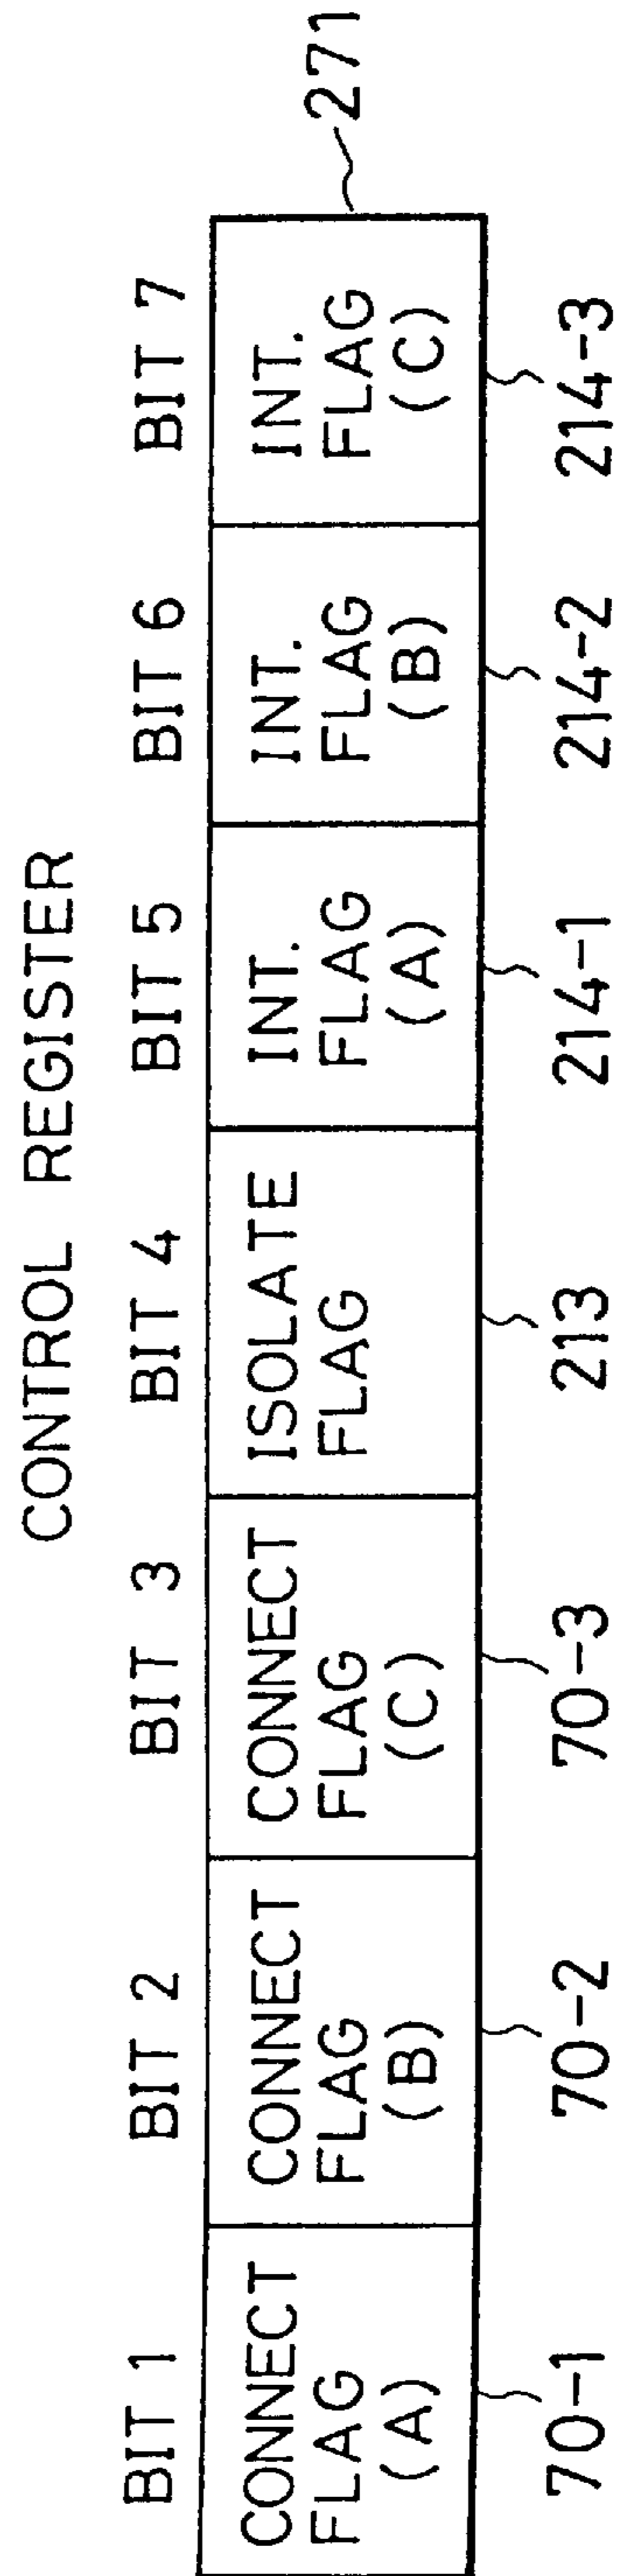 CONTROL REGISTER
BIT 1 BIT 2 BIT 3 BIT 4 BIT 5 BIT 6 BIT 7
CONNECT FLAG (A)
CONNECT FLAG (B)
CONNECT FLAG (C)
ISOLATE FLAG
INT. FLAG (A)
INT. FLAG (B)
INT. FLAG (C)
271
70-1 70-2 70-3 213 214-1 214-2 214-3